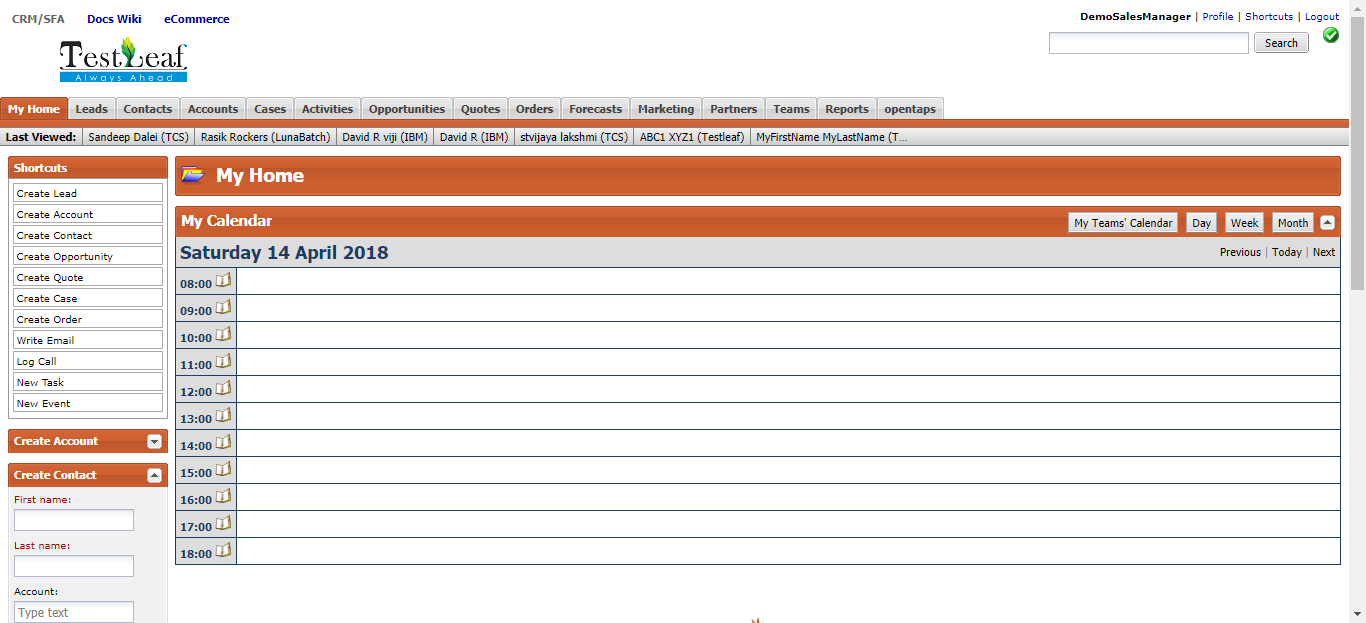 CRM/SFA Docs Wiki eCommerce
DemoSalesManager | Profile | Shortcuts | Logout
Search
TestLeaf
Always Ahead
My Home Leads Contacts Accounts Cases Activities Opportunities Quotes Orders Forecasts Marketing Partners Teams Reports opentaps
Last Viewed: Sandeep Dalei (TCS) Rasik Rockers (LunaBatch) David R viji (IBM) David R (IBM) stvijaya lakshmi (TCS) ABC1 XYZ1 (Testleaf) MyFirstName MyLastName (T...
Shortcuts
Create Lead
Create Account
Create Contact
Create Opportunity
Create Quote
Create Case
Create Order
Write Email
Log Call
New Task
New Event
Create Account
Create Contact
First name:
Last name:
Account:
Type text
My Home
My Calendar My Teams' Calendar Day Week Month
Saturday 14 April 2018 Previous | Today | Next
08:00
09:00
10:00
11:00
12:00
13:00
14:00
15:00
16:00
17:00
18:00